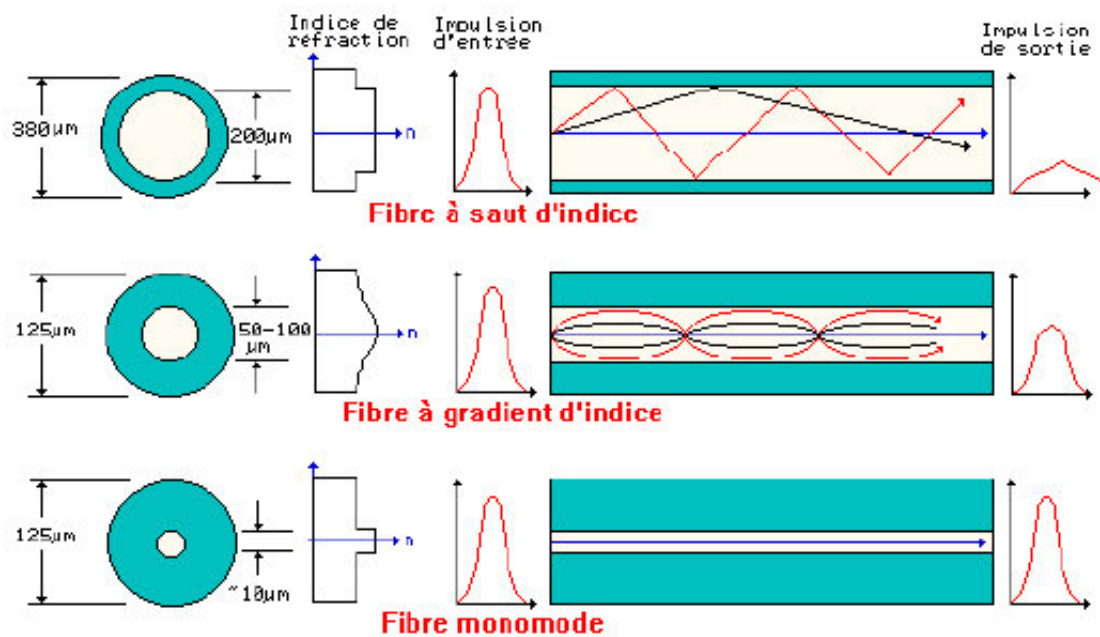 Indice de
réfraction
Impulsion
d'entrée
Impulsion
de sortie
380µm
200µm
n
Fibre à saut d'indice
125µm
50-100
µm
n
Fibre à gradient d'indice
125µm
~10µm
n
Fibre monomode